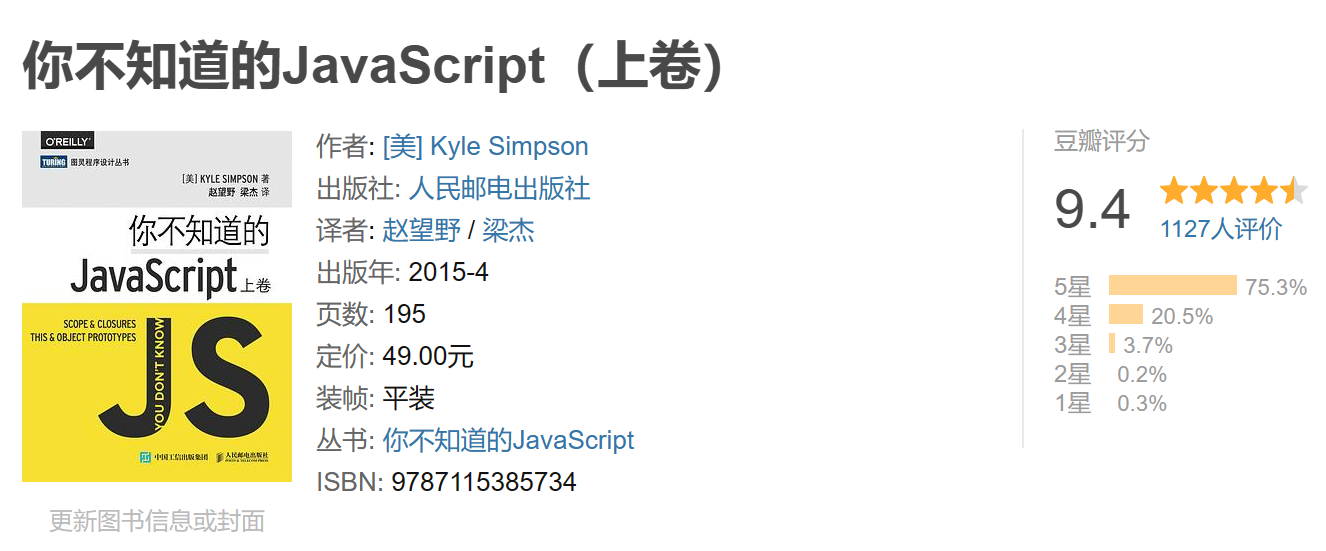 你不知道的JavaScript（上卷）
O'REILLY
TURING 图灵程序设计丛书
[美] KYLE SIMPSON 著
赵望野 梁杰 译
你不知道的
JavaScript 上卷
SCOPE & CLOSURES
THIS & OBJECT PROTOTYPES
JS
YOU DON'T KNOW
中国工信出版集团 人民邮电出版社
POSTS & TELECOM PRESS
更新图书信息或封面
作者: [美] Kyle Simpson
出版社: 人民邮电出版社
译者: 赵望野 / 梁杰
出版年: 2015-4
页数: 195
定价: 49.00元
装帧: 平装
丛书: 你不知道的JavaScript
ISBN: 9787115385734
豆瓣评分
9.4
1127人评价
5星 75.3%
4星 20.5%
3星 3.7%
2星 0.2%
1星 0.3%